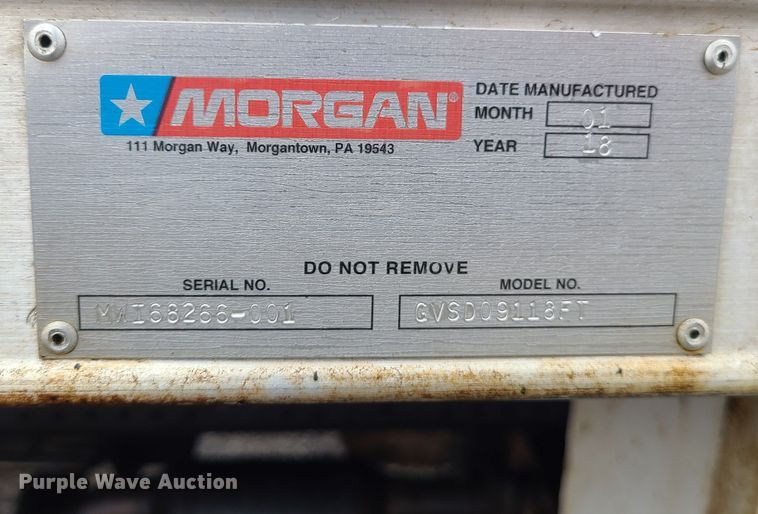 MORGAN®
111 Morgan Way, Morgantown, PA 19543
DATE MANUFACTURED
MONTH 01
YEAR 18
DO NOT REMOVE
SERIAL NO.
MWI68266-001
MODEL NO.
GVSD09118FT
Purple Wave Auction